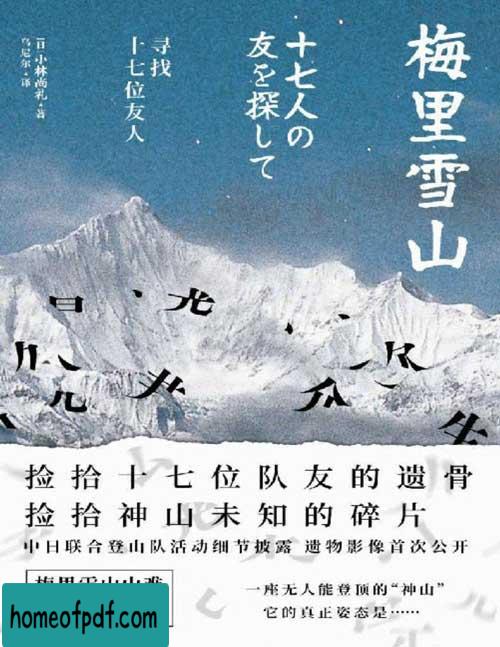 梅里雪山
十七人の
友を探して
寻找
十七位友人
[日]小林尚礼·著
乌尼尔·译
捡拾十七位队友的遗骨
捡拾神山未知的碎片
中日联合登山队活动细节披露 遗物影像首次公开
梅里雪山山难
一座无人能登顶的“神山”
它的真正姿态是……
homeofpdf.com